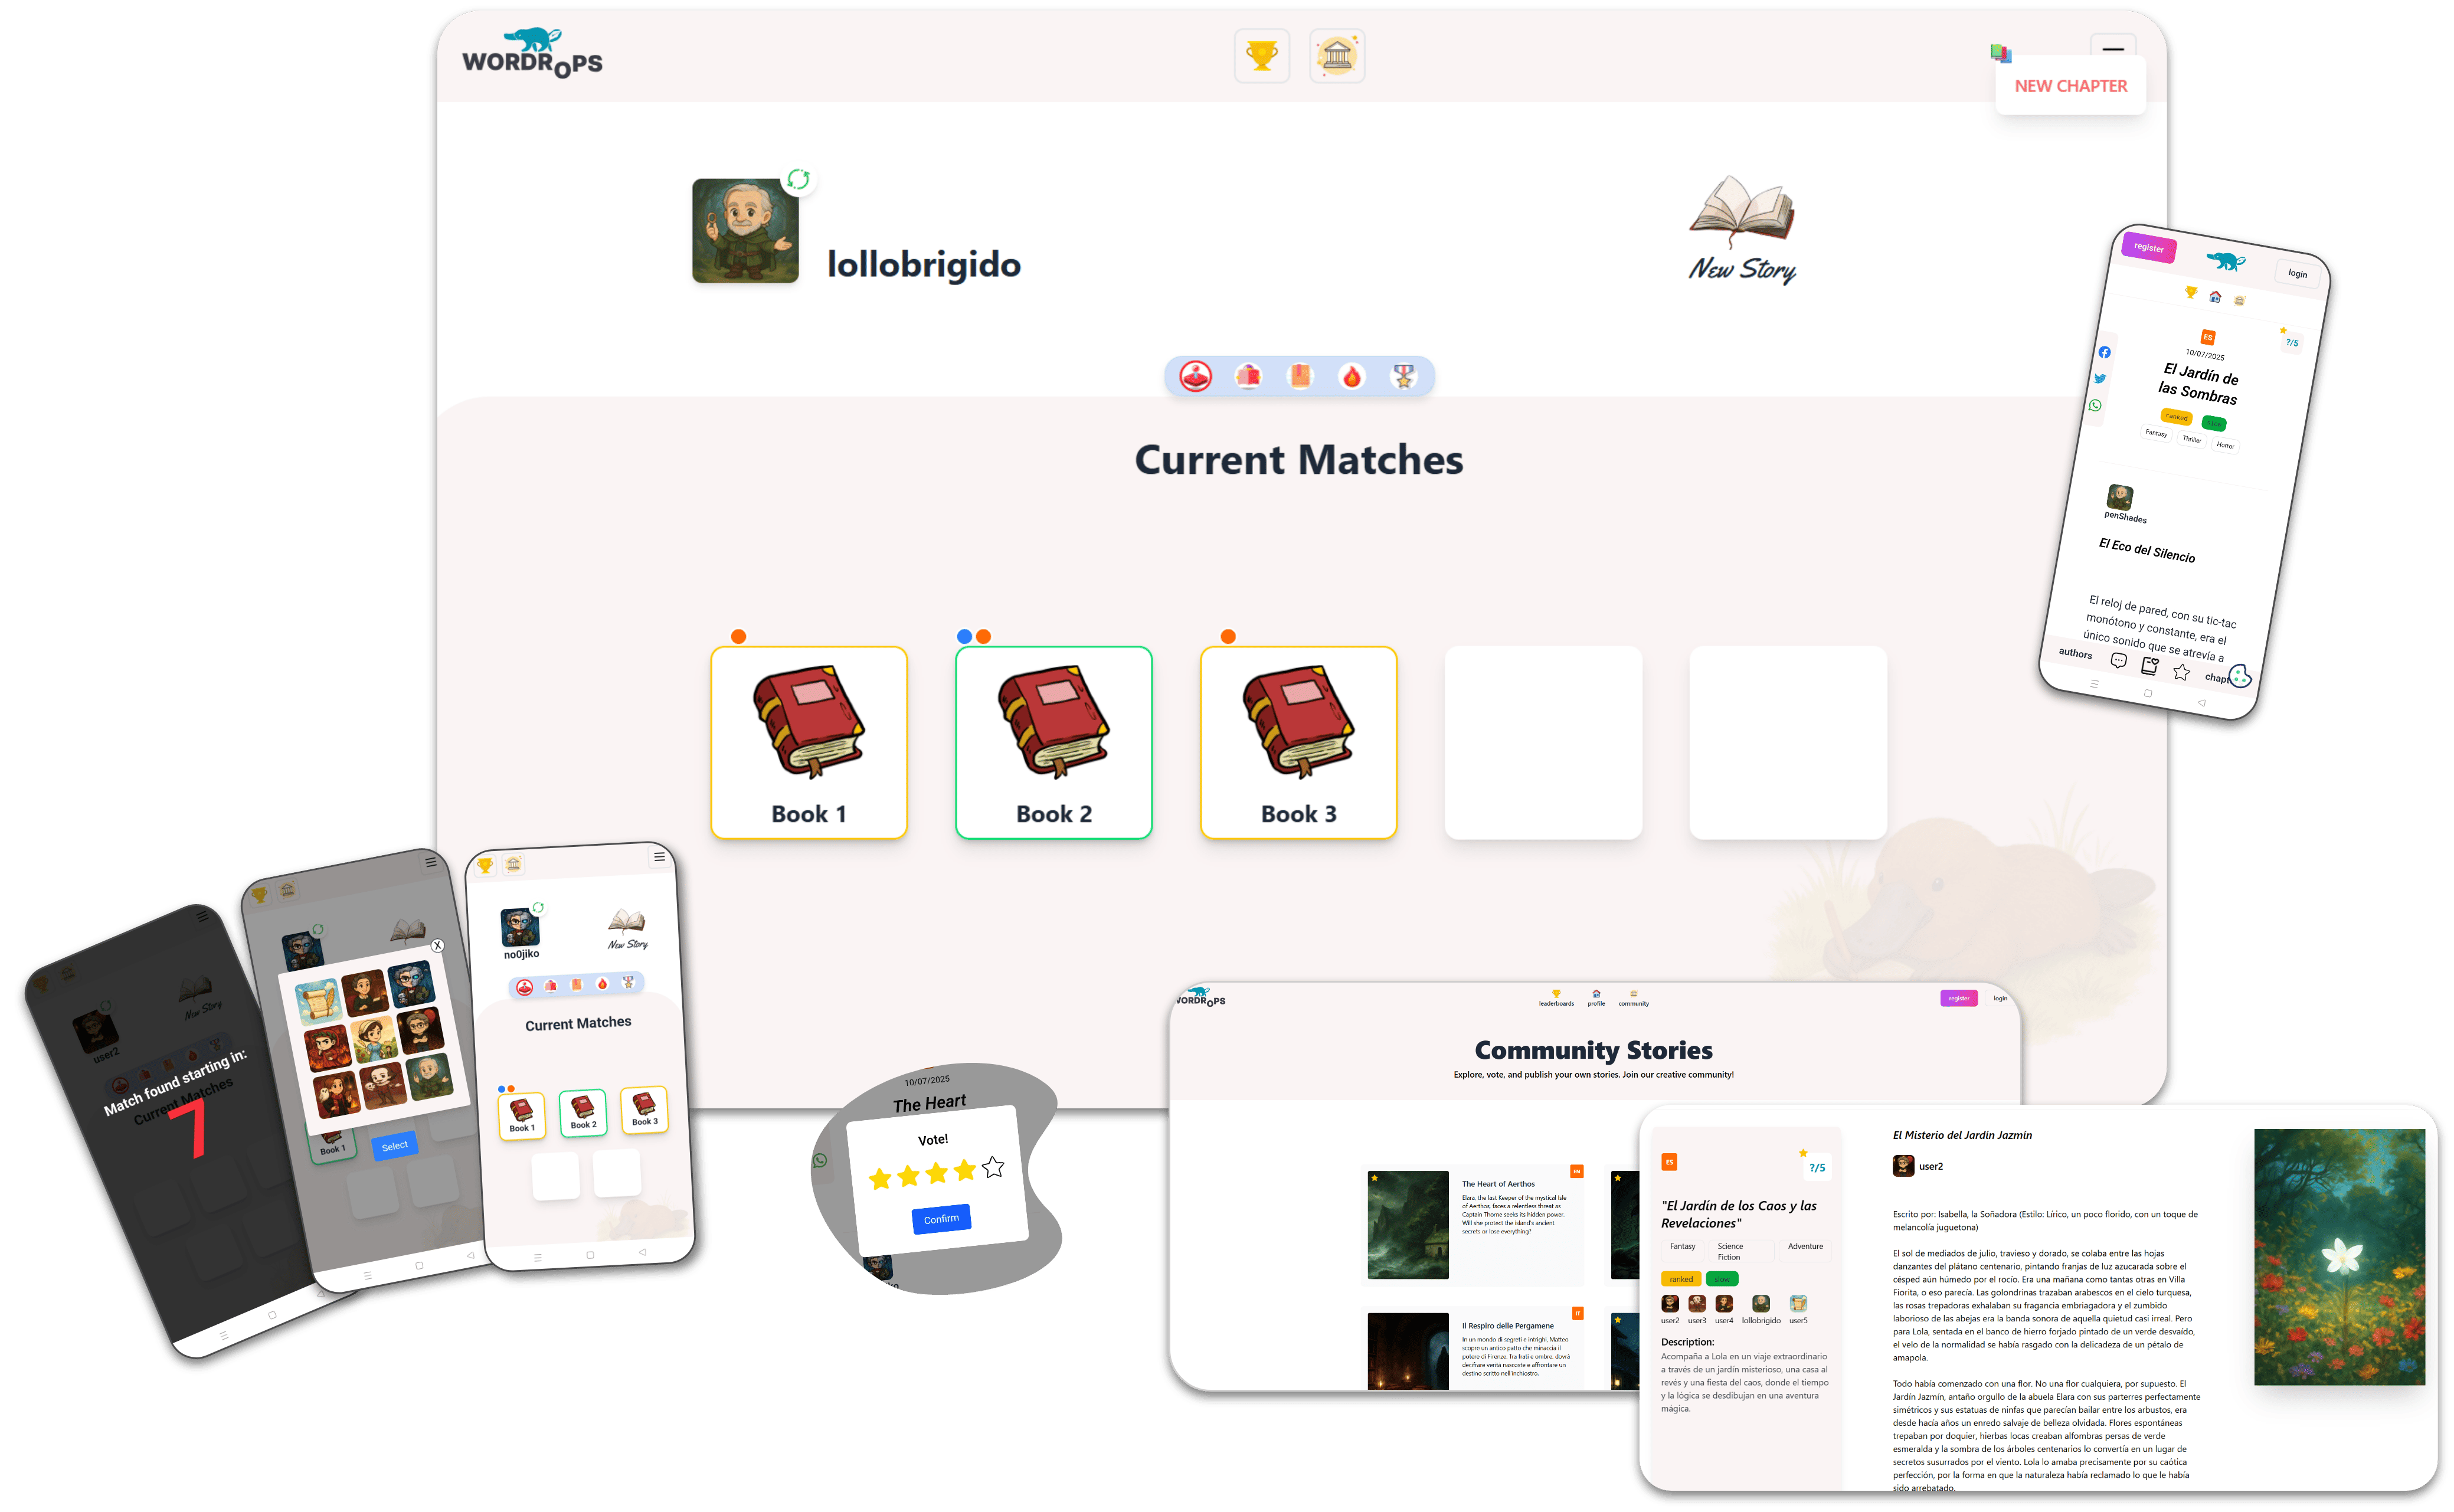 WORDROPS
NEW CHAPTER
lollobrigido
New Story
Current Matches
Book 1
Book 2
Book 3
register
login
ES
10/07/2025
?/5
El Jardín de
las Sombras
ranked
slow
Fantasy
Thriller
Horror
penShades
El Eco del Silencio
El reloj de pared, con su tic-tac
monótono y constante, era el
único sonido que se atrevía a
authors
chapt
New Story
user2
Match found starting in:
Current Matches
7
X
Book 1
Select
no0jiko
New Story
Current Matches
Book 1
Book 2
Book 3
10/07/2025
The Heart
Vote!
Confirm
WORDROPS
leaderboards
profile
community
register
login
Community Stories
Explore, vote, and publish your own stories. Join our creative community!
EN
The Heart of Aerthos
Elara, the last Keeper of the mystical Isle
of Aerthos, faces a relentless threat as
Captain Thorne seeks its hidden power.
Will she protect the island's ancient
secrets or lose everything!
IT
Il Respiro delle Pergamene
In un mondo di segreti e intrighi, Matteo
scopre un antico patto che minaccia il
potere di Firenze. Tra frati e ombre, dovrà
decifrare verità nascoste e affrontare un
destino scritto nell'inchiostro.
ES
?/5
"El Jardín de los Caos y las
Revelaciones"
Fantasy
Science
Fiction
Adventure
ranked
slow
user2
user3
user4
lollobrigido
user5
Description:
Acompaña a Lola en un viaje extraordinario
a través de un jardín misterioso, una casa al
revés y una fiesta del caos, donde el tiempo
y la lógica se desdibujan en una aventura
mágica.
El Misterio del Jardín Jazmín
user2
Escrito por: Isabella, la Soñadora (Estilo: Lírico, un poco florido, con un toque de
melancolía juguetona)
El sol de mediados de julio, travieso y dorado, se colaba entre las hojas
danzantes del plátano centenario, pintando franjas de luz azucarada sobre el
césped aún húmedo por el rocío. Era una mañana como tantas otras en Villa
Fiorita, o eso parecía. Las golondrinas trazaban arabescos en el cielo turquesa,
las rosas trepadoras exhalaban su fragancia embriagadora y el zumbido
laborioso de las abejas era la banda sonora de aquella quietud casi irreal. Pero
para Lola, sentada en el banco de hierro forjado pintado de un verde desvaído,
el velo de la normalidad se había rasgado con la delicadeza de un pétalo de
amapola.
Todo había comenzado con una flor. No una flor cualquiera, por supuesto. El
Jardín Jazmín, antaño orgullo de la abuela Elara con sus parterres perfectamente
simétricos y sus estatuas de ninfas que parecían bailar entre los arbustos, era
desde hacía años un enredo salvaje de belleza olvidada. Flores espontáneas
trepaban por doquier, hierbas locas creaban alfombras persas de verde
esmeralda y la sombra de los árboles centenarios lo convertía en un lugar de
secretos susurrados por el viento. Lola lo amaba precisamente por su caótica
perfección, por la forma en que la naturaleza había reclamado lo que le había
sido arrebatado.